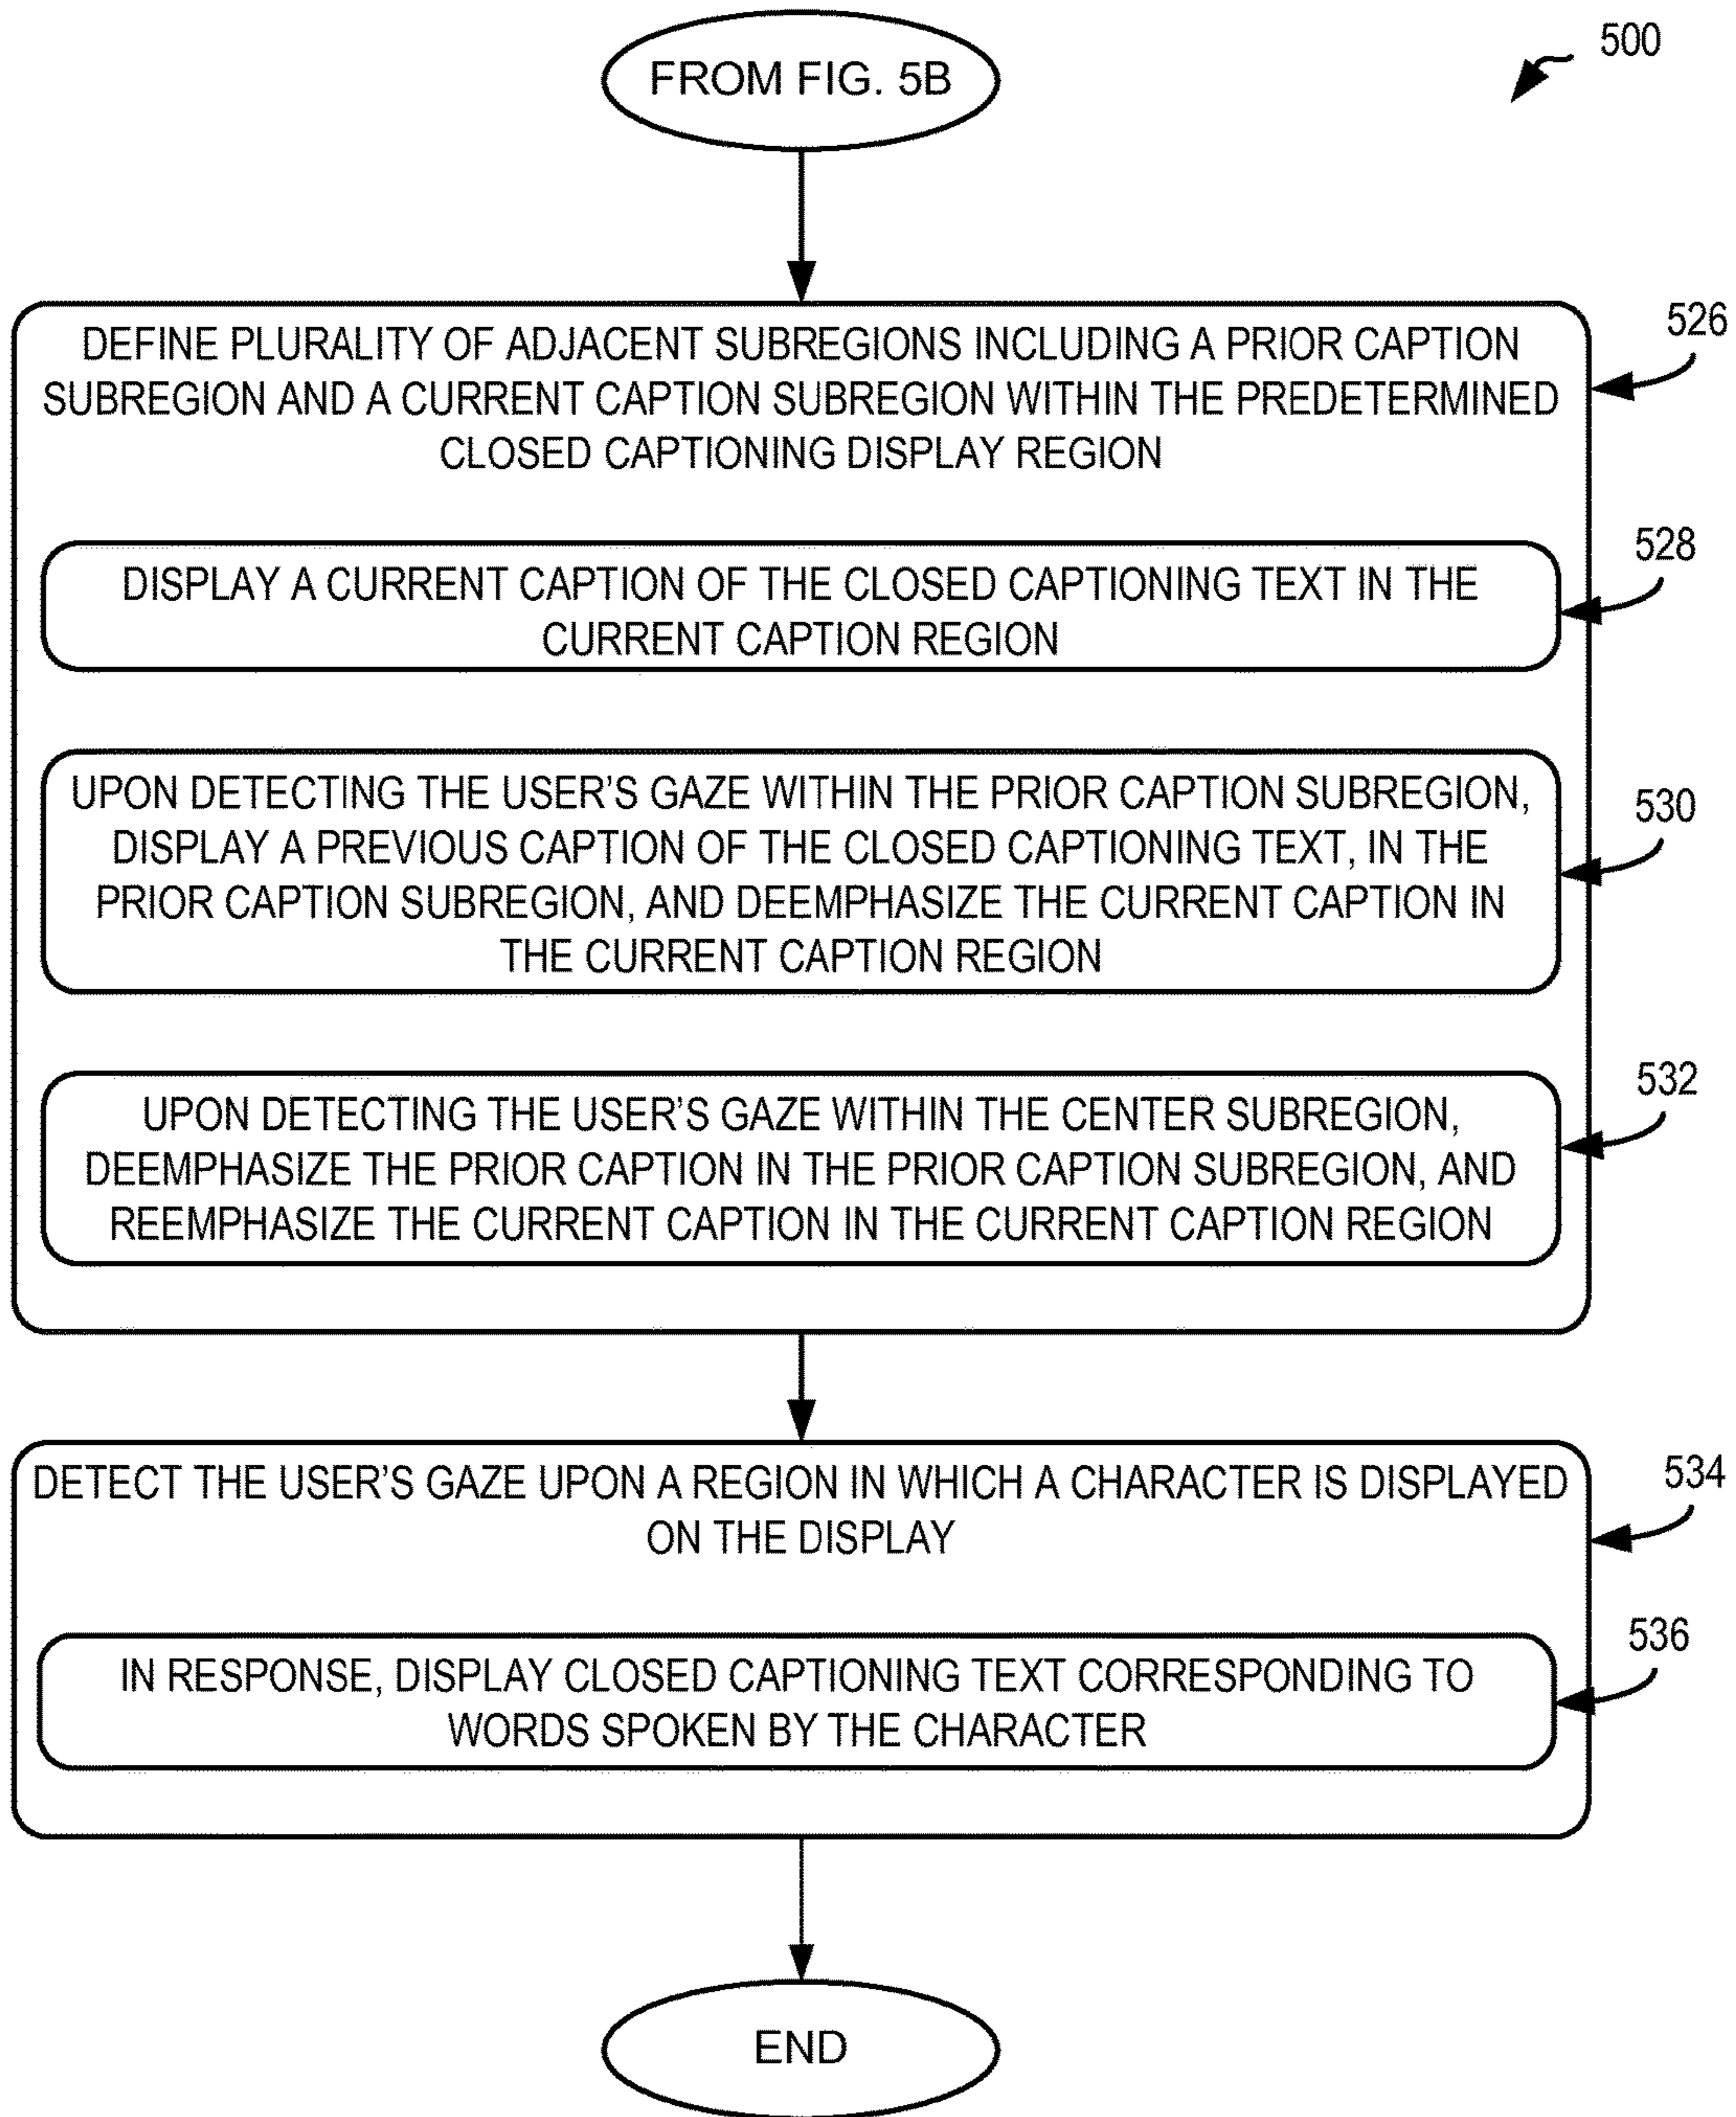 FROM FIG. 5B
500
DEFINE PLURALITY OF ADJACENT SUBREGIONS INCLUDING A PRIOR CAPTION
SUBREGION AND A CURRENT CAPTION SUBREGION WITHIN THE PREDETERMINED
CLOSED CAPTIONING DISPLAY REGION
526
DISPLAY A CURRENT CAPTION OF THE CLOSED CAPTIONING TEXT IN THE
CURRENT CAPTION REGION
528
UPON DETECTING THE USER'S GAZE WITHIN THE PRIOR CAPTION SUBREGION,
DISPLAY A PREVIOUS CAPTION OF THE CLOSED CAPTIONING TEXT, IN THE
PRIOR CAPTION SUBREGION, AND DEEMPHASIZE THE CURRENT CAPTION IN
THE CURRENT CAPTION REGION
530
UPON DETECTING THE USER'S GAZE WITHIN THE CENTER SUBREGION,
DEEMPHASIZE THE PRIOR CAPTION IN THE PRIOR CAPTION SUBREGION, AND
REEMPHASIZE THE CURRENT CAPTION IN THE CURRENT CAPTION REGION
532
DETECT THE USER'S GAZE UPON A REGION IN WHICH A CHARACTER IS DISPLAYED
ON THE DISPLAY
534
IN RESPONSE, DISPLAY CLOSED CAPTIONING TEXT CORRESPONDING TO
WORDS SPOKEN BY THE CHARACTER
536
END